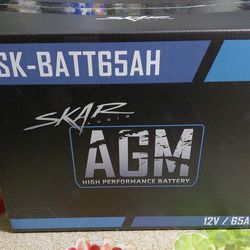 SK-BATT65AH
SKAR
AUDIO
AGM
HIGH PERFORMANCE BATTERY
12V / 65A